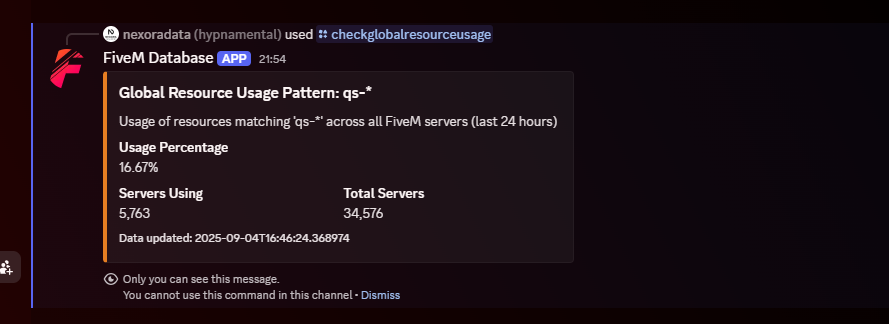 nexoradata (hypnamental) used checkglobalresourceusage
FiveM Database APP 21:54
Global Resource Usage Pattern: qs-*
Usage of resources matching 'qs-*' across all FiveM servers (last 24 hours)
Usage Percentage
16.67%
Servers Using Total Servers
5,763 34,576
Data updated: 2025-09-04T16:46:24.368974
Only you can see this message.
You cannot use this command in this channel • Dismiss